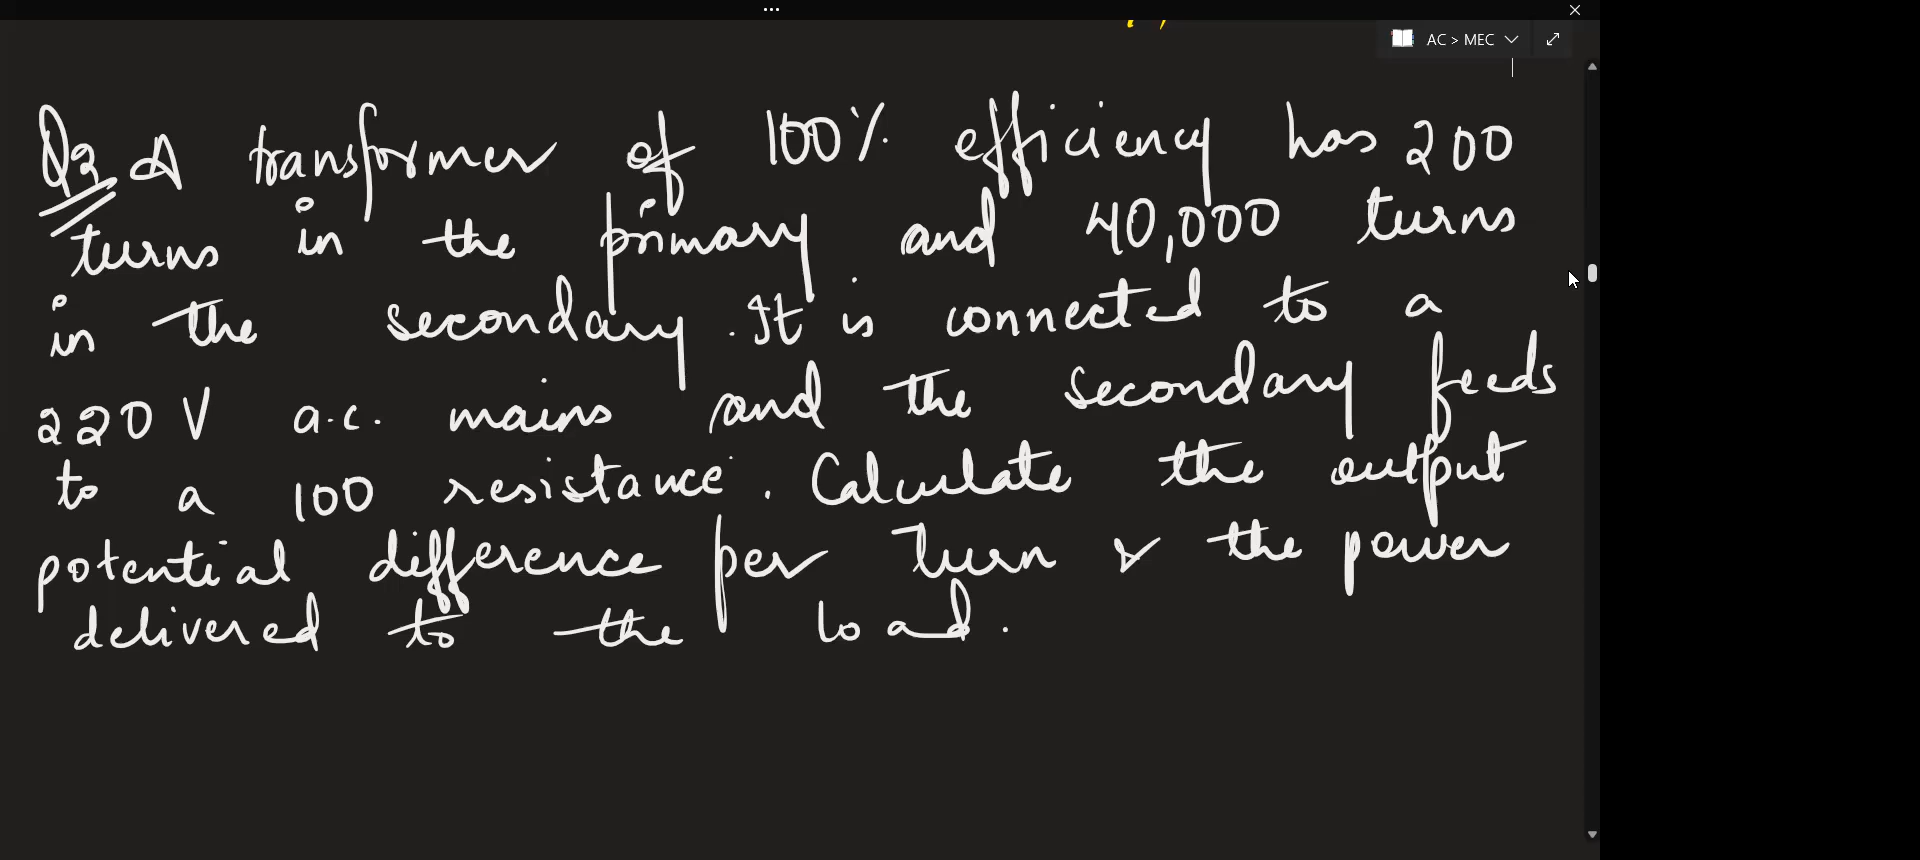 AC > MEC
Q3 A transformer of 100% efficiency has 200
turns in the primary and 40,000 turns
in the secondary. It is connected to a
220 V a.c. mains and the secondary feeds
to a 100 resistance. Calculate the output
potential difference per turn & the power
delivered to the load.